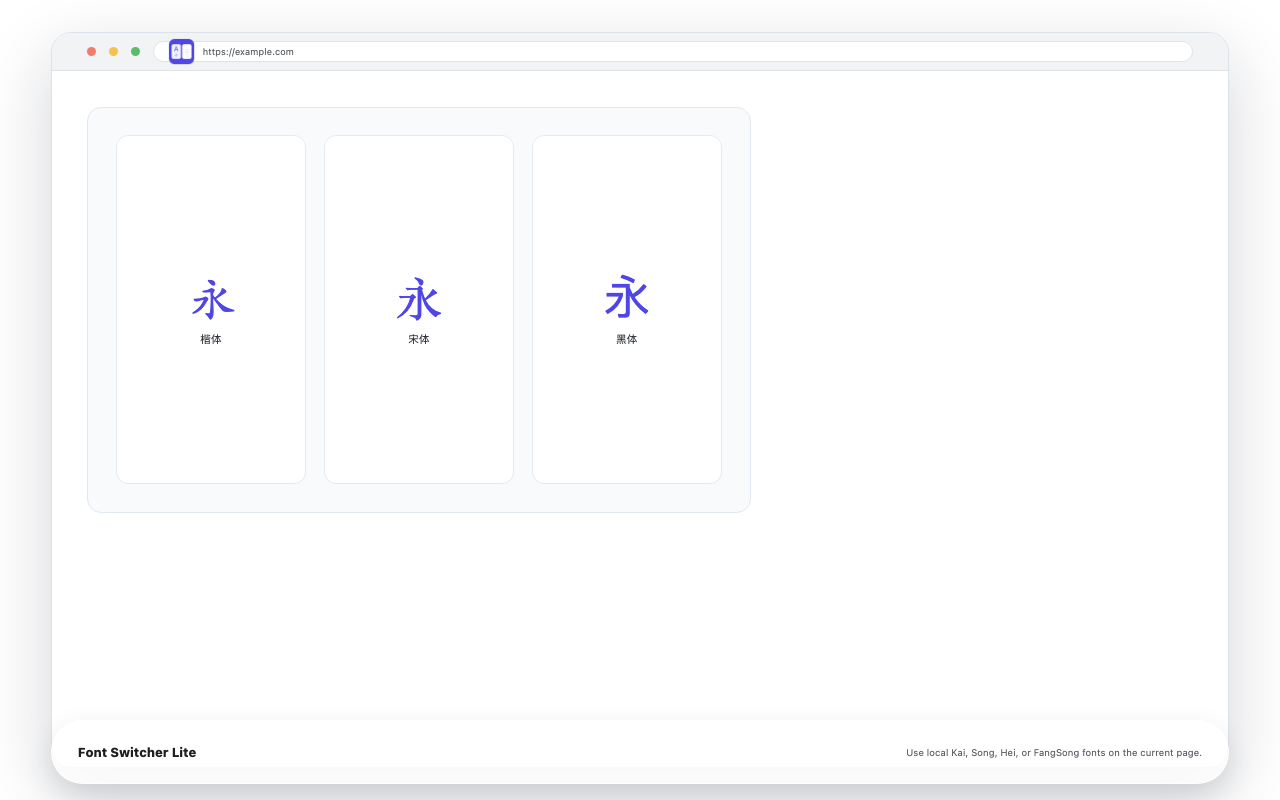 https://example.com
永
楷体
永
宋体
永
黑体
Font Switcher Lite
Use local Kai, Song, Hei, or FangSong fonts on the current page.